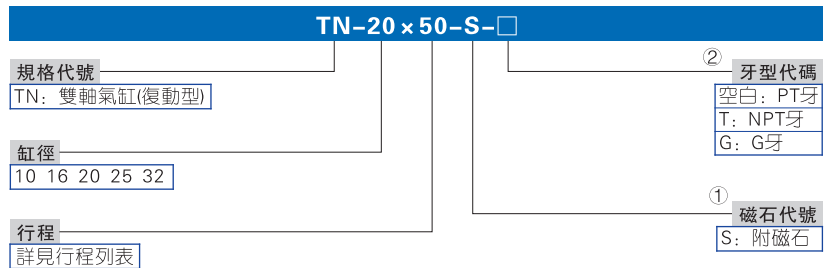 TN-20×50-S-□
規格代號
TN：雙軸氣缸(復動型)
缸徑
10 16 20 25 32
行程
詳見行程列表
②
牙型代碼
空白：PT牙
T：NPT牙
G：G牙
①
磁石代號
S：附磁石